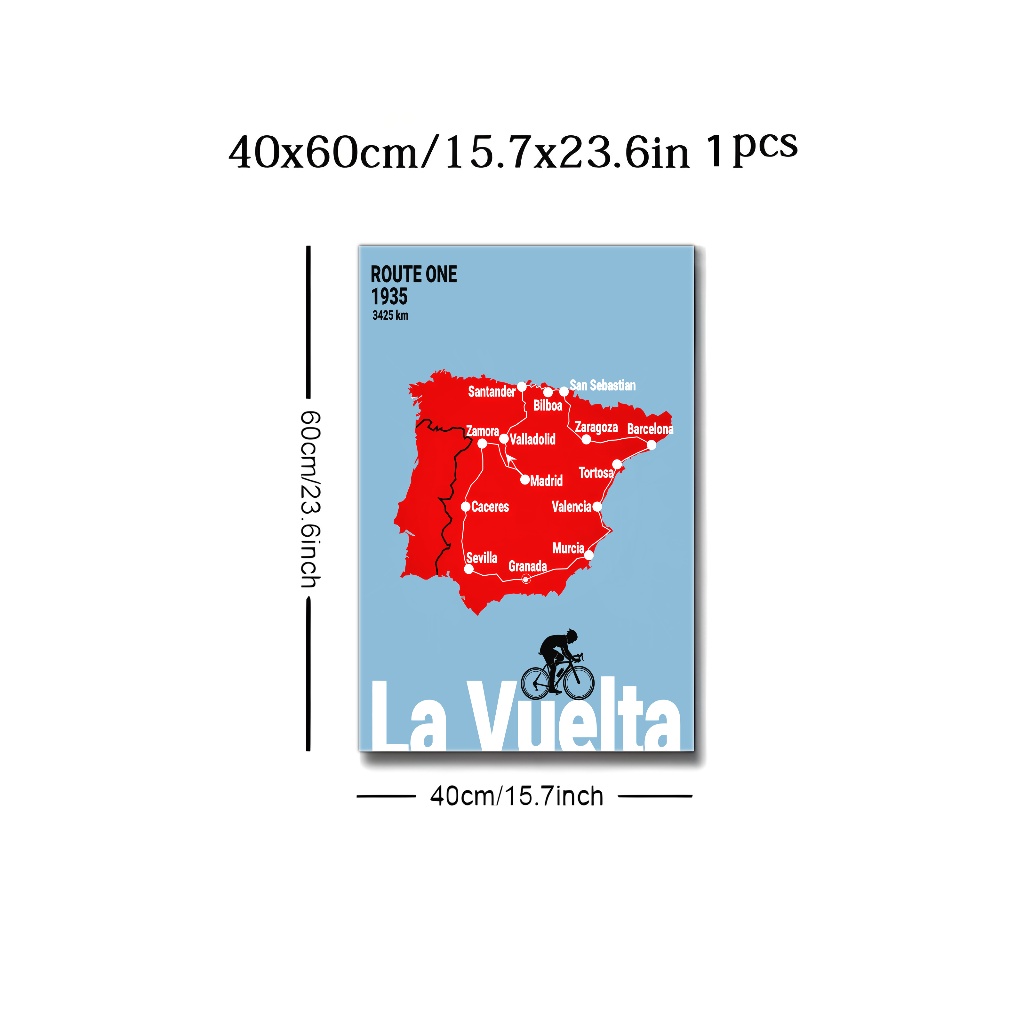 40x60cm/15.7x23.6in 1pcs
ROUTE ONE
1935
3425 km
Santander
San Sebastian
Bilboa
Zamora
Valladolid
Zaragoza
Barcelona
Tortosa
Madrid
Caceres
Valencia
Murcia
Sevilla
Granada
La Vuelta
60cm/23.6inch
40cm/15.7inch